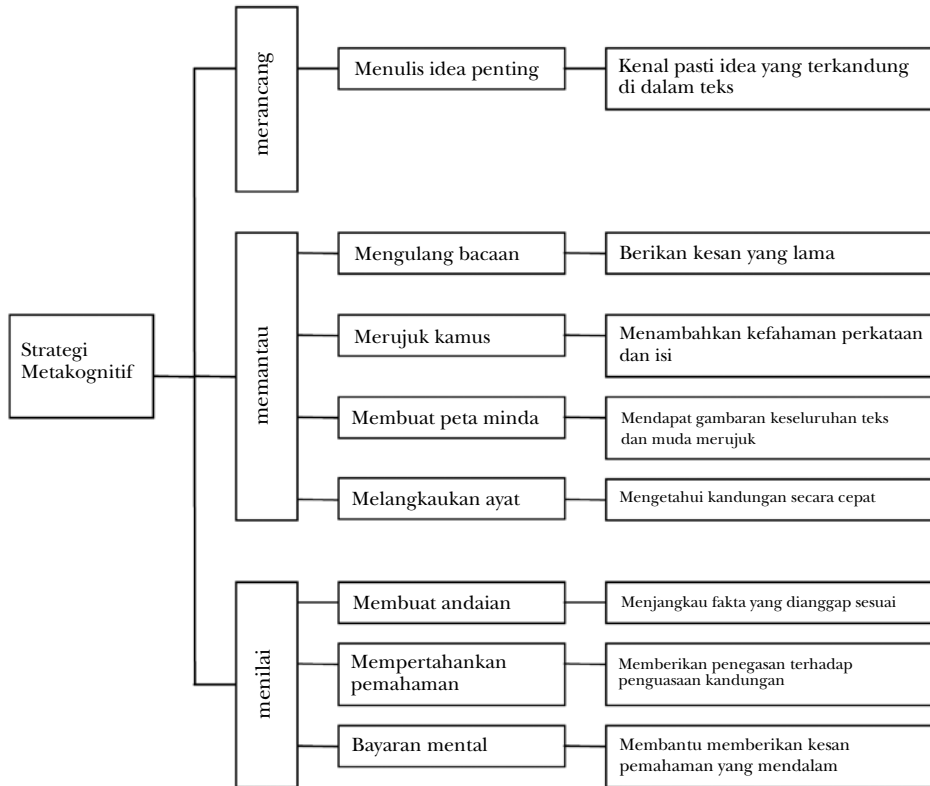 Strategi
Metakognitif
merancang
Menulis idea penting
Kenal pasti idea yang terkandung
di dalam teks
memantau
Mengulang bacaan
Berikan kesan yang lama
Merujuk kamus
Menambahkan kefahaman perkataan
dan isi
Membuat peta minda
Mendapat gambaran keseluruhan teks
dan muda merujuk
Melangkaukan ayat
Mengetahui kandungan secara cepat
menilai
Membuat andaian
Menjangkau fakta yang dianggap sesuai
Mempertahankan
pemahaman
Memberikan penegasan terhadap
penguasaan kandungan
Bayaran mental
Membantu memberikan kesan
pemahaman yang mendalam